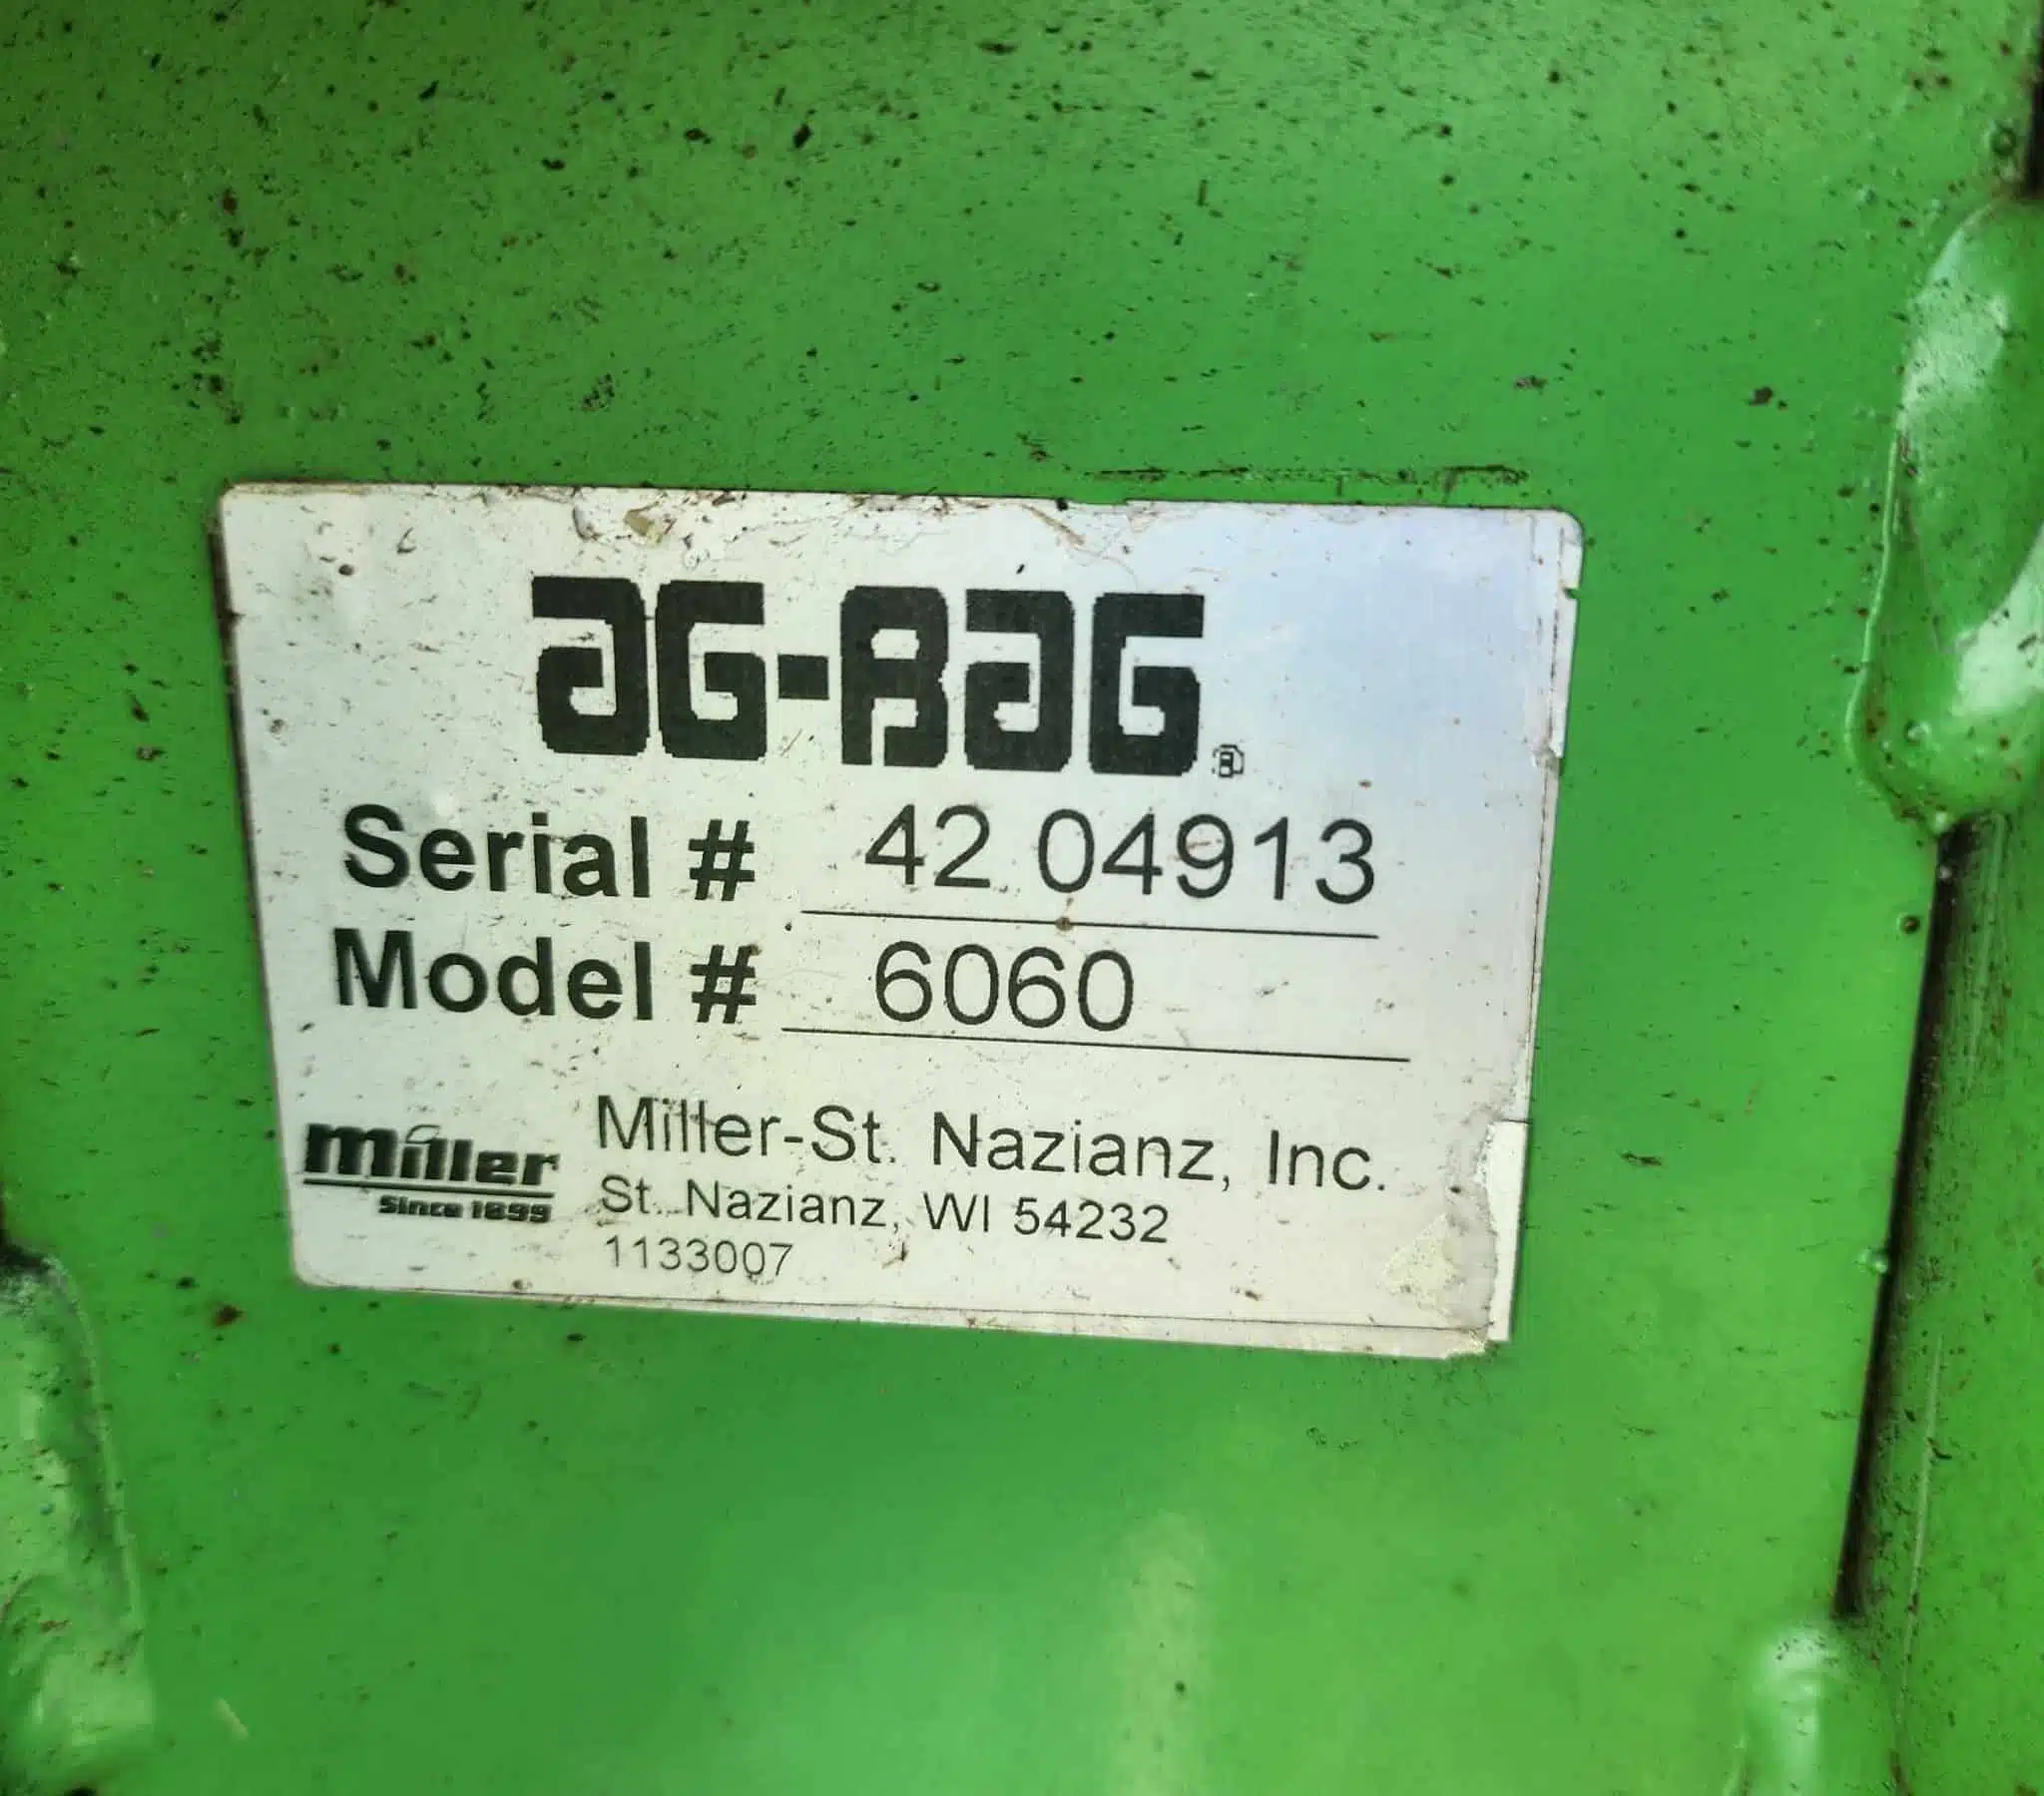 AG-BAG®
Serial # 42 04913
Model # 6060
miller
Since 1899
Miller-St. Nazianz, Inc.
St. Nazianz, WI 54232
1133007